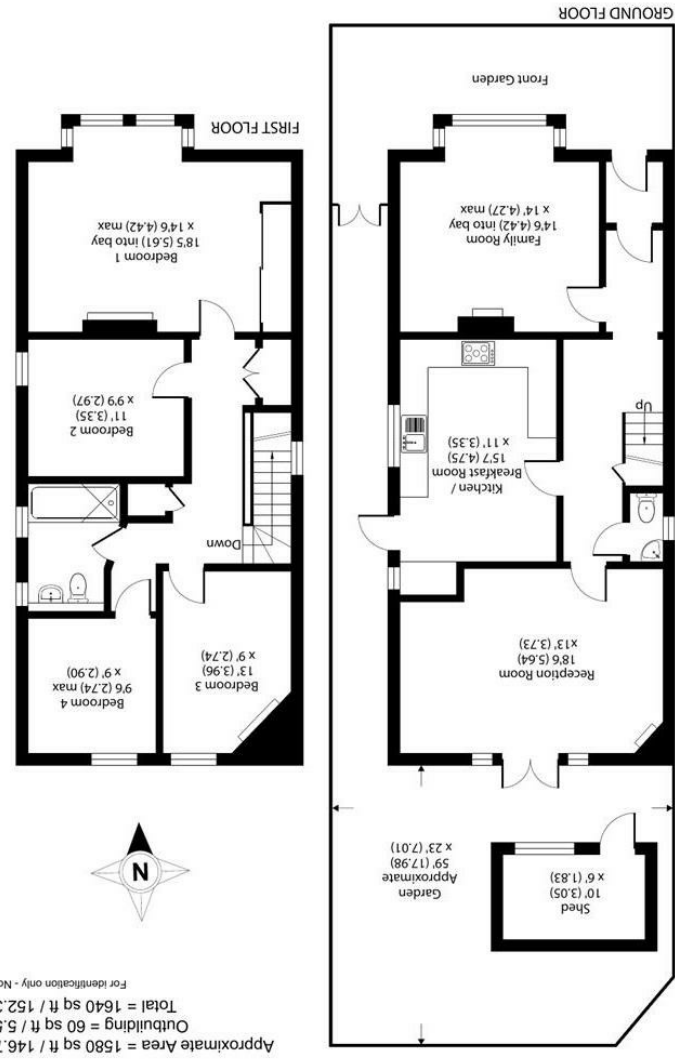 Approximate Area = 1580 sq ft / 146.7
Outbuilding = 60 sq ft / 5.5
Total = 1640 sq ft / 152.3
For identification only - No
N
Shed
10' (3.05)
x 6' (1.83)
Garden
Approximate
59' (17.98)
x 23' (7.01)
Reception Room
18'6 (5.64)
x13' (3.73)
Kitchen /
Breakfast Room
15'7 (4.75)
x 11' (3.35)
Up
Family Room
14'6 (4.42) into bay
x 14' (4.27) max
Front Garden
GROUND FLOOR
Bedroom 3
13' (3.96)
x 9' (2.74)
Bedroom 4
9'6 (2.74) max
x 9' (2.90)
Down
Bedroom 2
11' (3.35)
x 9'9 (2.97)
Bedroom 1
18'5 (5.61) into bay
x 14'6 (4.42) max
FIRST FLOOR